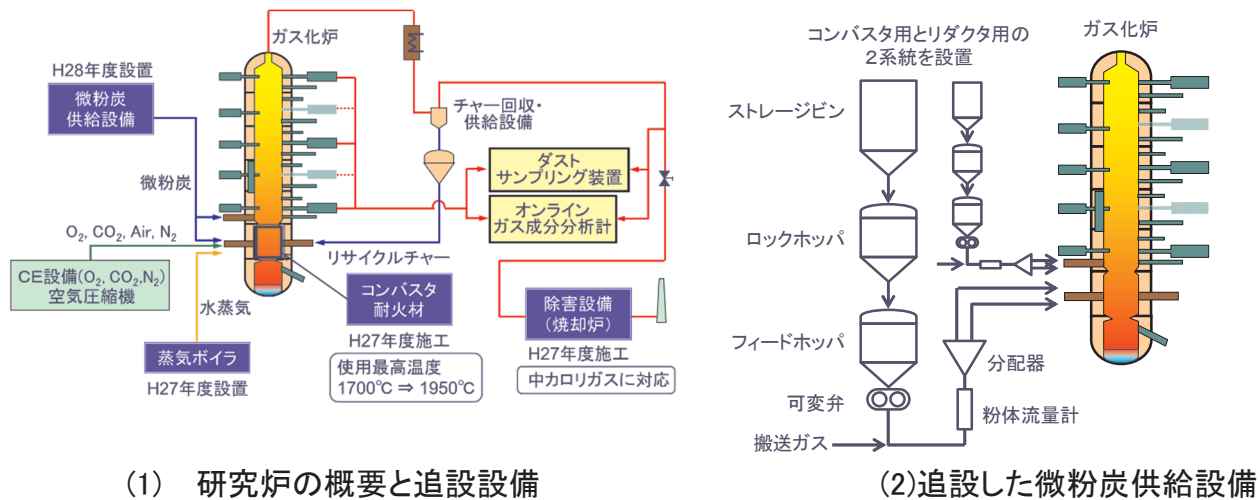 ガス化炉
H28年度設置
微粉炭
供給設備
チャー回収・
供給設備
ダスト
サンプリング装置
オンライン
ガス成分分析計
微粉炭
O2, CO2, Air, N2
CE設備(O2, CO2,N2)
空気圧縮機
水蒸気
リサイクルチャー
コンバスタ
耐火材
H27年度施工
使用最高温度
1700℃ ⇒ 1950℃
蒸気ボイラ
H27年度設置
除害設備
(焼却炉)
H27年度施工
中カロリガスに対応
(1) 研究炉の概要と追設設備
コンバスタ用とリダクタ用の
2系統を設置
ガス化炉
ストレージビン
ロックホッパ
フィードホッパ
可変弁
搬送ガス
分配器
粉体流量計
(2)追設した微粉炭供給設備